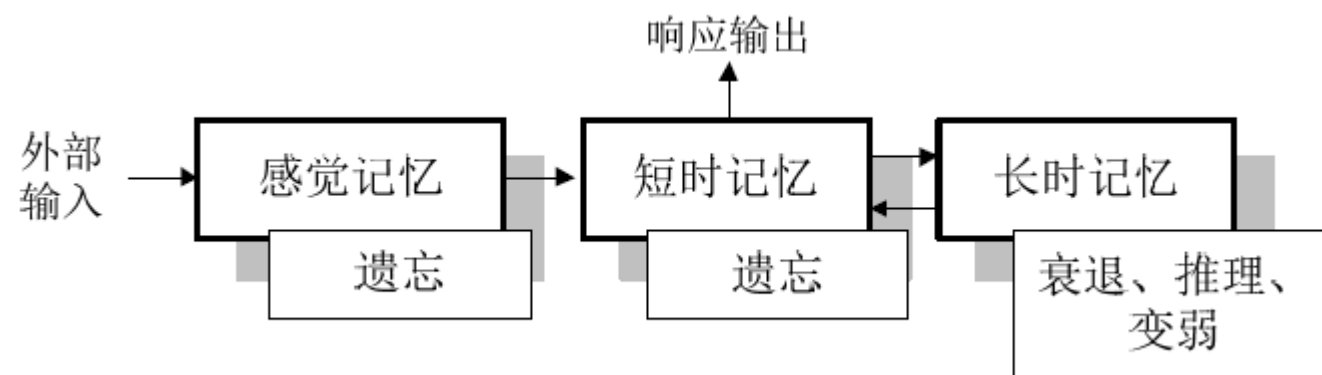 响应输出
外部
输入
感觉记忆
短时记忆
长时记忆
遗忘
遗忘
衰退、推理、
变弱